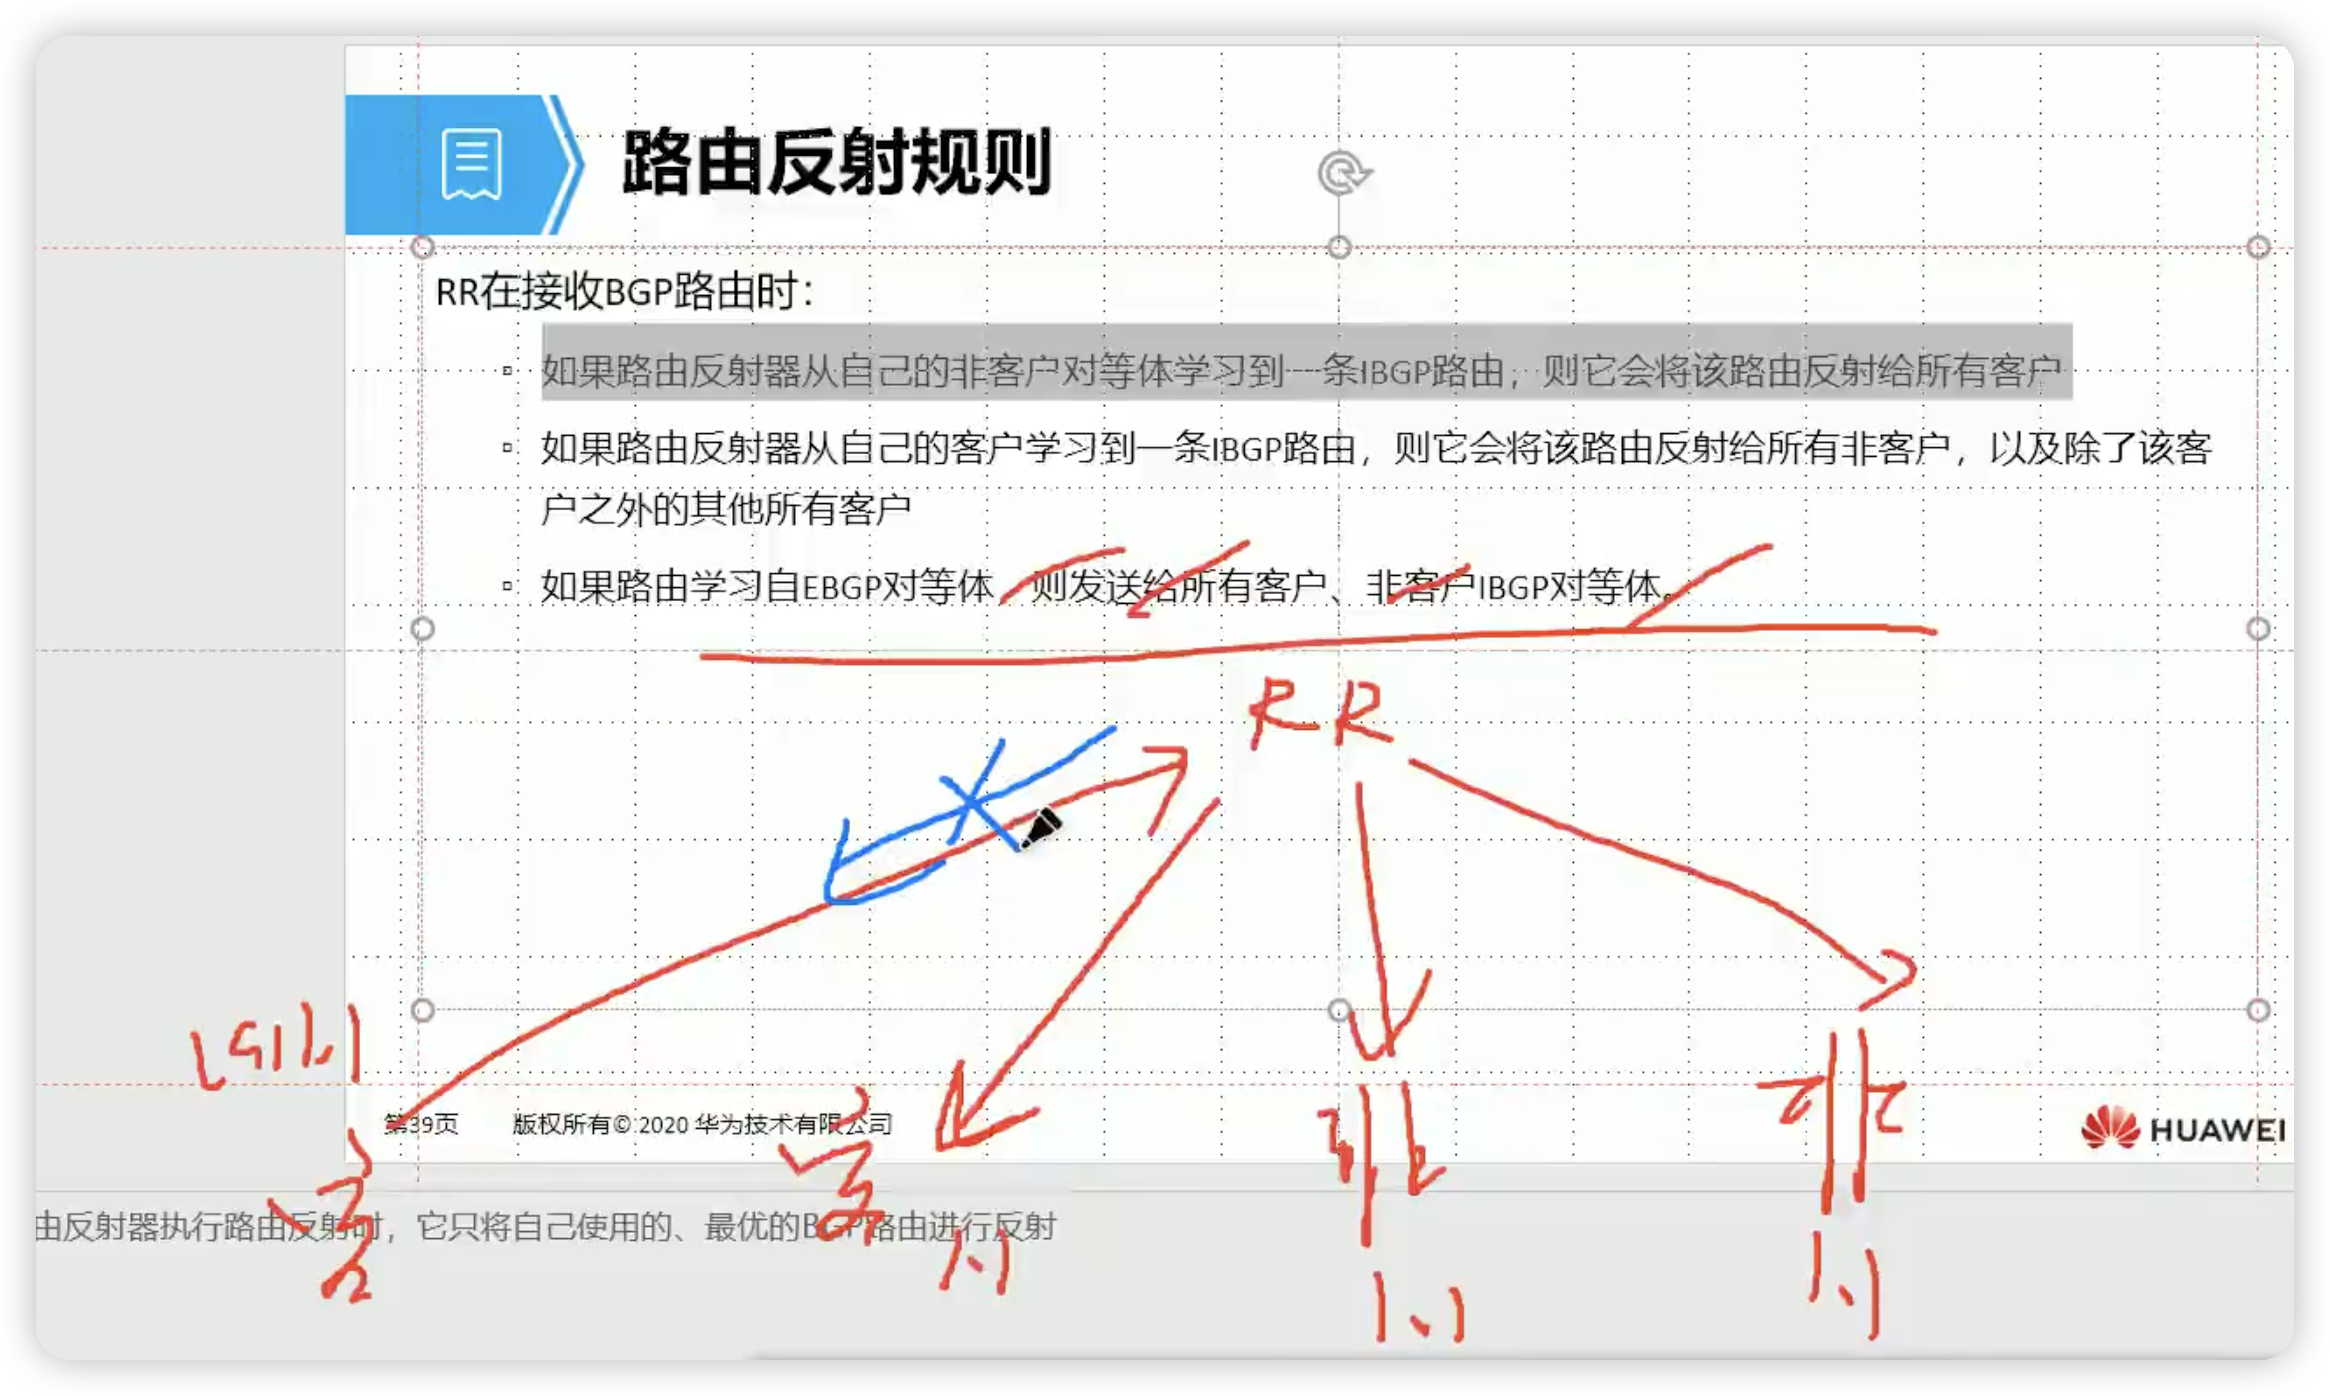 路由反射规则
RR在接收BGP路由时：
如果路由反射器从自己的非客户对等体学习到一条IBGP路由，则它会将该路由反射给所有客户
如果路由反射器从自己的客户学习到一条IBGP路由，则它会将该路由反射给所有非客户，以及除了该客
户之外的其他所有客户
如果路由学习自EBGP对等体，则发送给所有客户、非客户IBGP对等体。
RR
1.1
客
客
非
非
1.1
1.1
1.1
第39页 版权所有© 2020 华为技术有限公司
HUAWEI
由反射器执行路由反射时，它只将自己使用的、最优的BGP路由进行反射